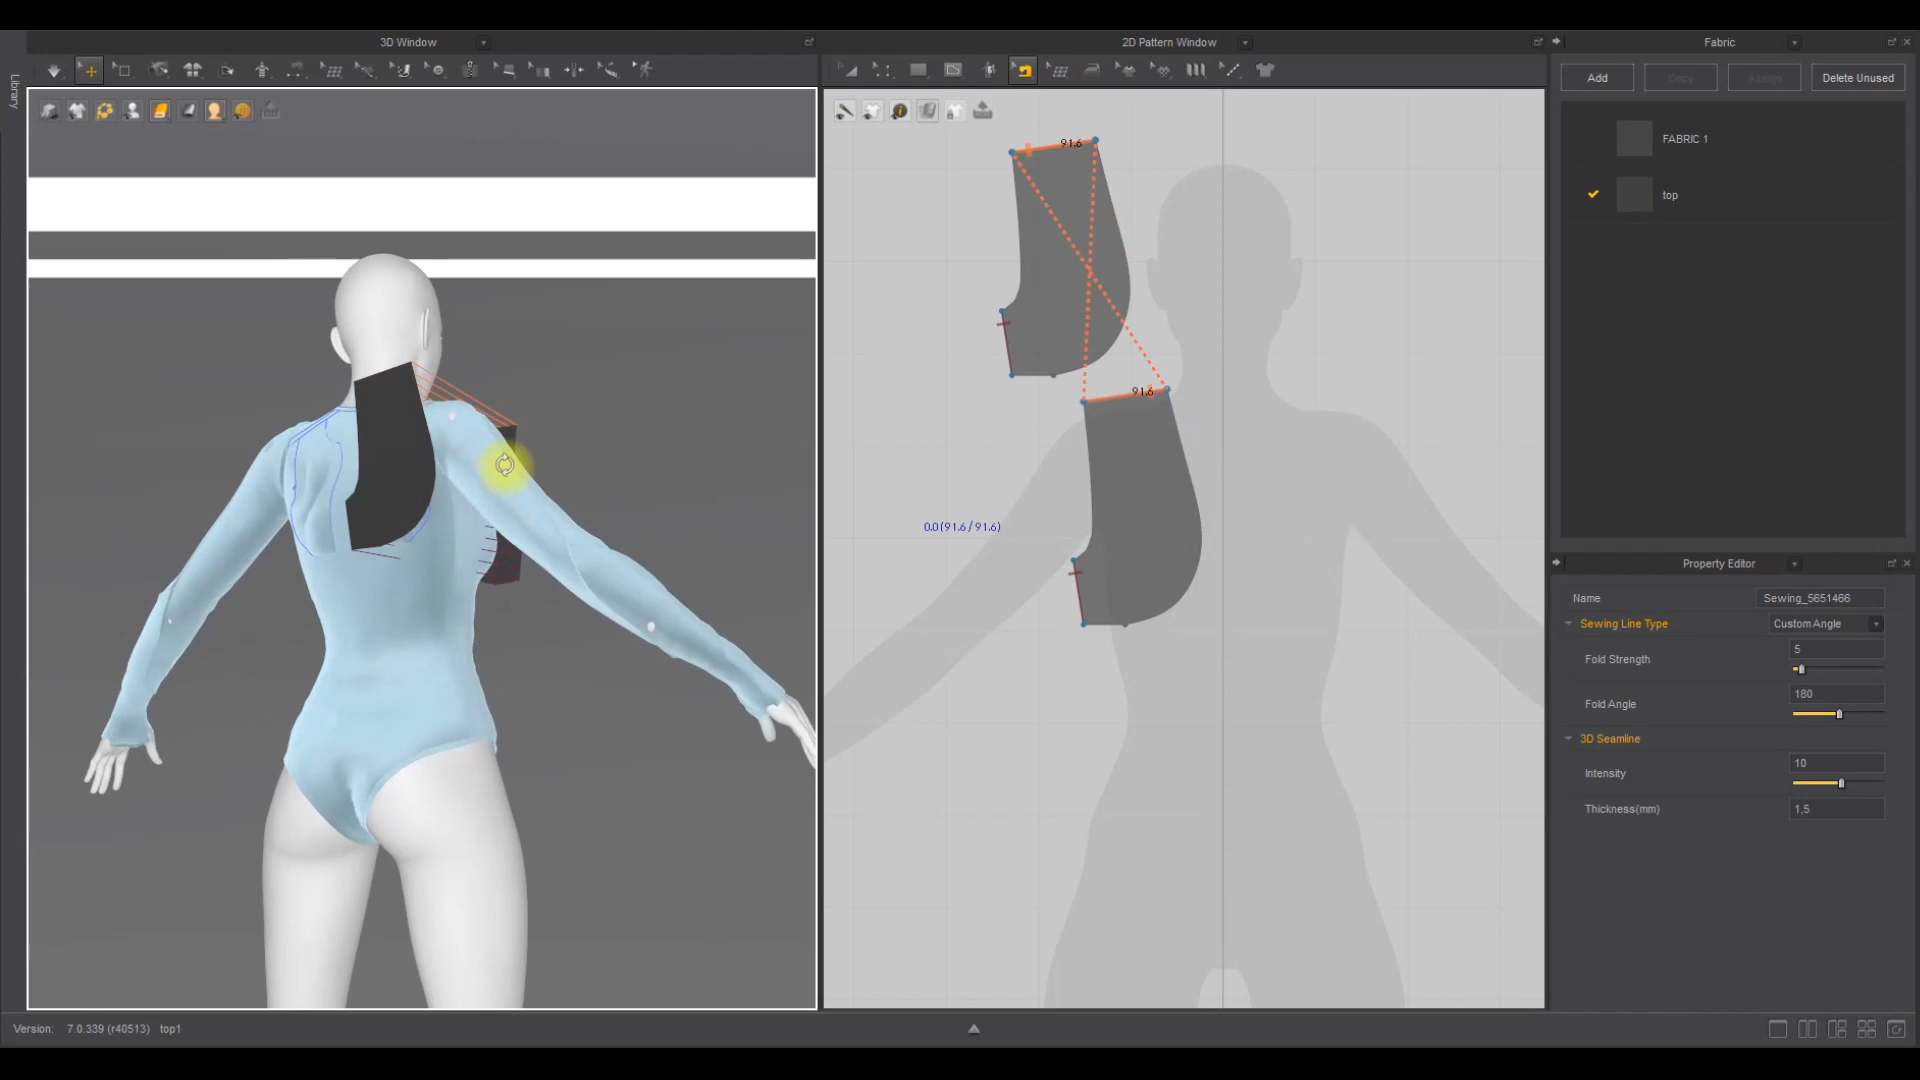 3D Window
2D Pattern Window
Fabric
Library
Add
Copy
Assign
Delete Unused
FABRIC 1
top
91.6
91.6
0.0 (91.6 / 91.6)
Property Editor
Name
Sewing_5651466
Sewing Line Type
Custom Angle
Fold Strength
5
Fold Angle
180
3D Seamline
Intensity
10
Thickness(mm)
1,5
Version: 7.0.339 (r40513) top1